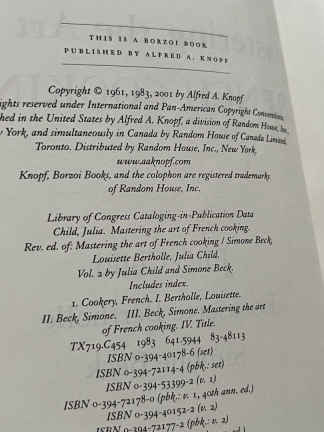 THIS IS A BORZOI BOOK
PUBLISHED BY ALFRED A. KNOPF
Copyright © 1961, 1983, 2001 by Alfred A. Knopf
rights reserved under International and Pan-American Copyright Conventions.
hed in the United States by Alfred A. Knopf, a division of Random House, Inc.,
York, and simultaneously in Canada by Random House of Canada Limited,
Toronto. Distributed by Random House, Inc., New York.
www.aaknopf.com
Knopf, Borzoi Books, and the colophon are registered trademarks
of Random House, Inc.
Library of Congress Cataloging-in-Publication Data
Child, Julia. Mastering the art of French cooking.
Rev. ed. of: Mastering the art of French cooking / Simone Beck,
Louisette Bertholle, Julia Child.
Vol. 2 by Julia Child and Simone Beck.
Includes index.
1. Cookery, French. I. Bertholle, Louisette.
II. Beck, Simone. III. Beck, Simone. Mastering the art
of French cooking. IV. Title.
TX719.C454 1983 641.5944 83-48113
ISBN 0-394-40178-6 (set)
ISBN 0-394-72114-4 (pbk.: set)
ISBN 0-394-53399-2 (v. 1)
ISBN 0-394-72178-0 (pbk.: v. 1, 40th ann. ed.)
ISBN 0-394-40152-2 (v. 2)
ISBN 0-394-72177-2 (pbk.: v. 2)